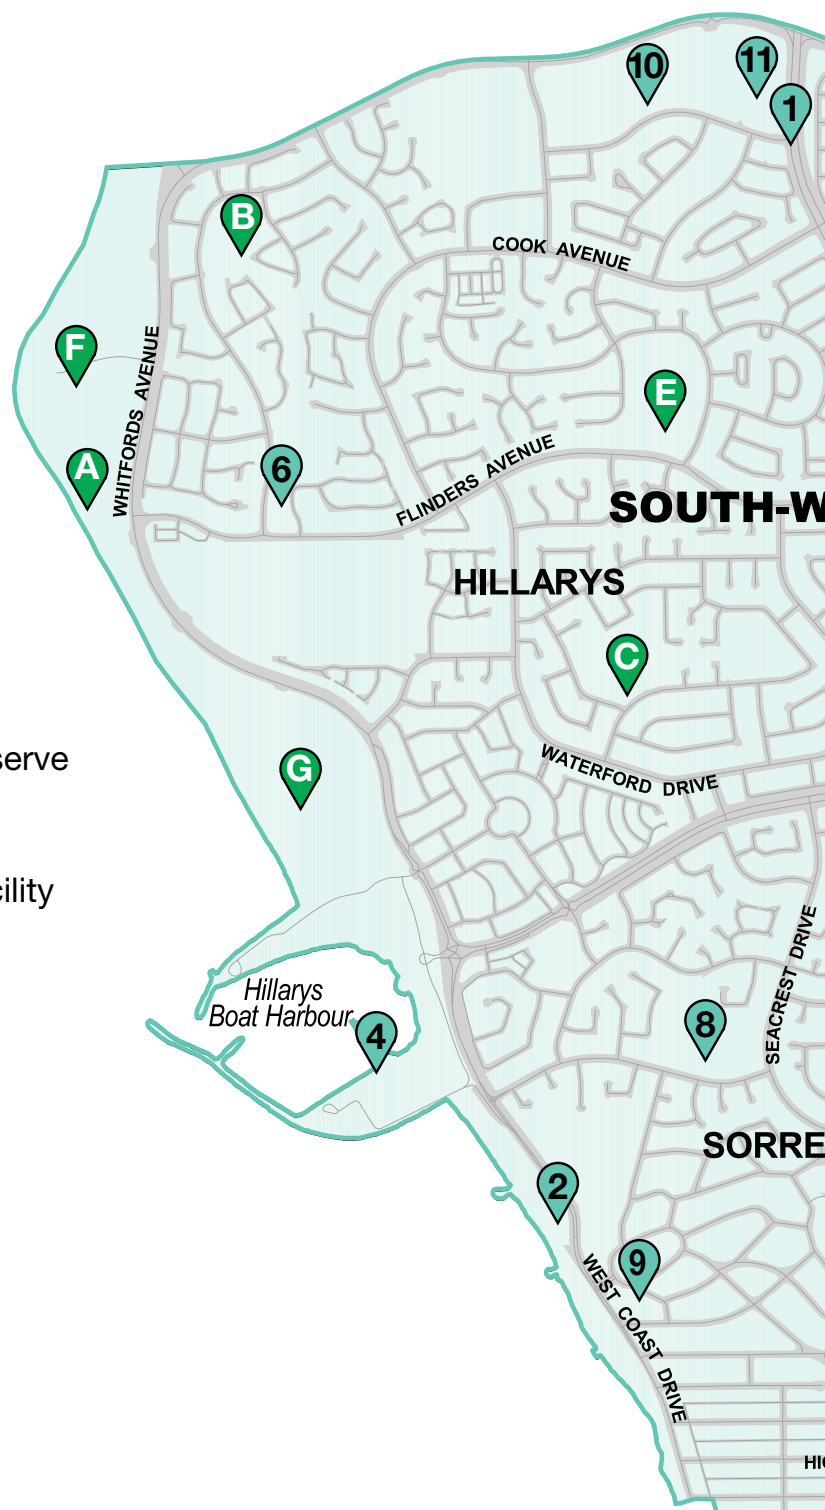 10
11
1
B
COOK AVENUE
F
WHITFORDS AVENUE
E
A
6
FLINDERS AVENUE
SOUTH-W
HILLARYS
C
serve
WATERFORD DRIVE
G
cility
SEACREST DRIVE
Hillarys
Boat Harbour
4
8
SORRE
2
9
WEST COAST DRIVE
HIG